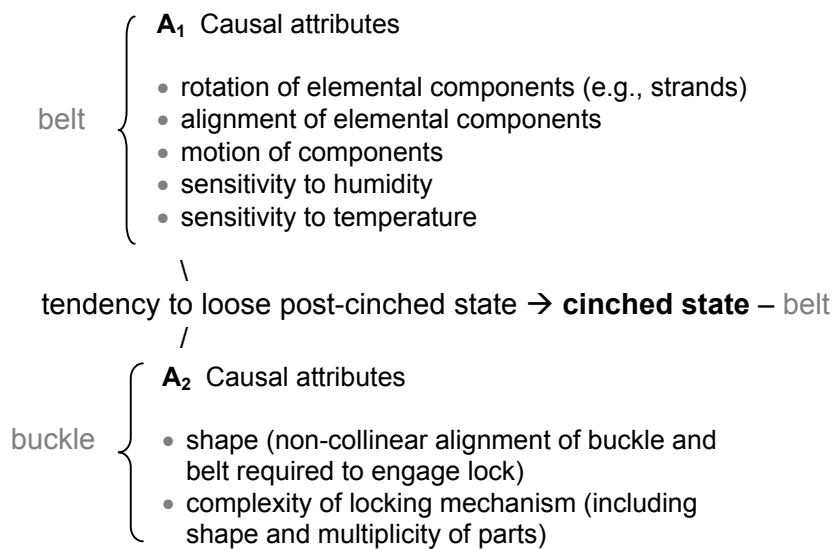 A₁ Causal attributes
belt
• rotation of elemental components (e.g., strands)
• alignment of elemental components
• motion of components
• sensitivity to humidity
• sensitivity to temperature
\
tendency to loose post-cinched state → cinched state – belt
/
A₂ Causal attributes
buckle
• shape (non-collinear alignment of buckle and
belt required to engage lock)
• complexity of locking mechanism (including
shape and multiplicity of parts)